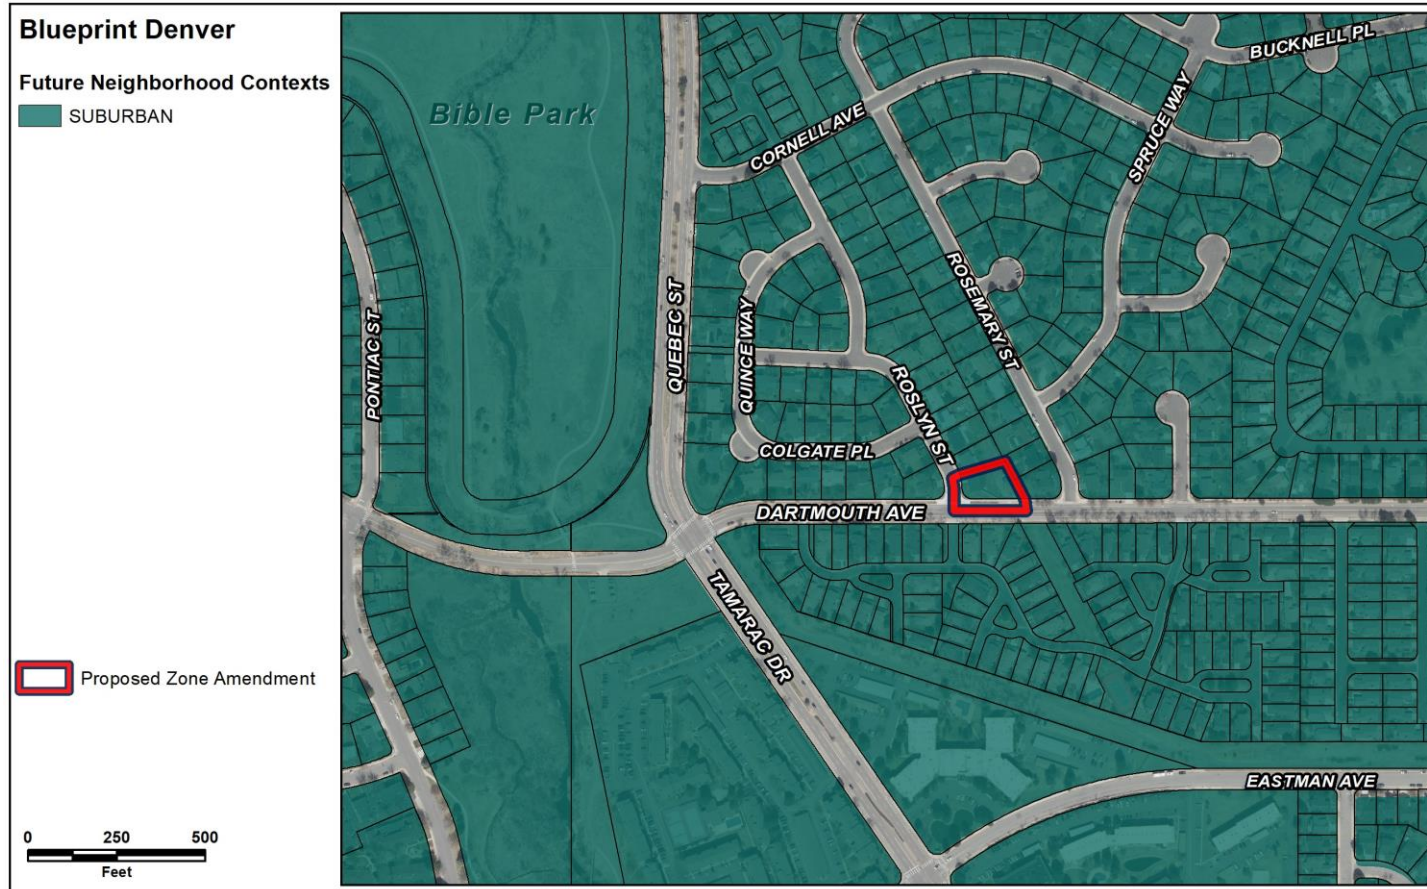 Blueprint Denver
Future Neighborhood Contexts
SUBURBAN
Proposed Zone Amendment
0 250 500
Feet
Bible Park
BUCKNELL PL
CORNELL AVE
SPRUCE WAY
PONTIAC ST
QUEBEC ST
QUINCE WAY
ROSEMARY ST
ROSLYN ST
COLGATE PL
DARTMOUTH AVE
TAMARAC DR
EASTMAN AVE